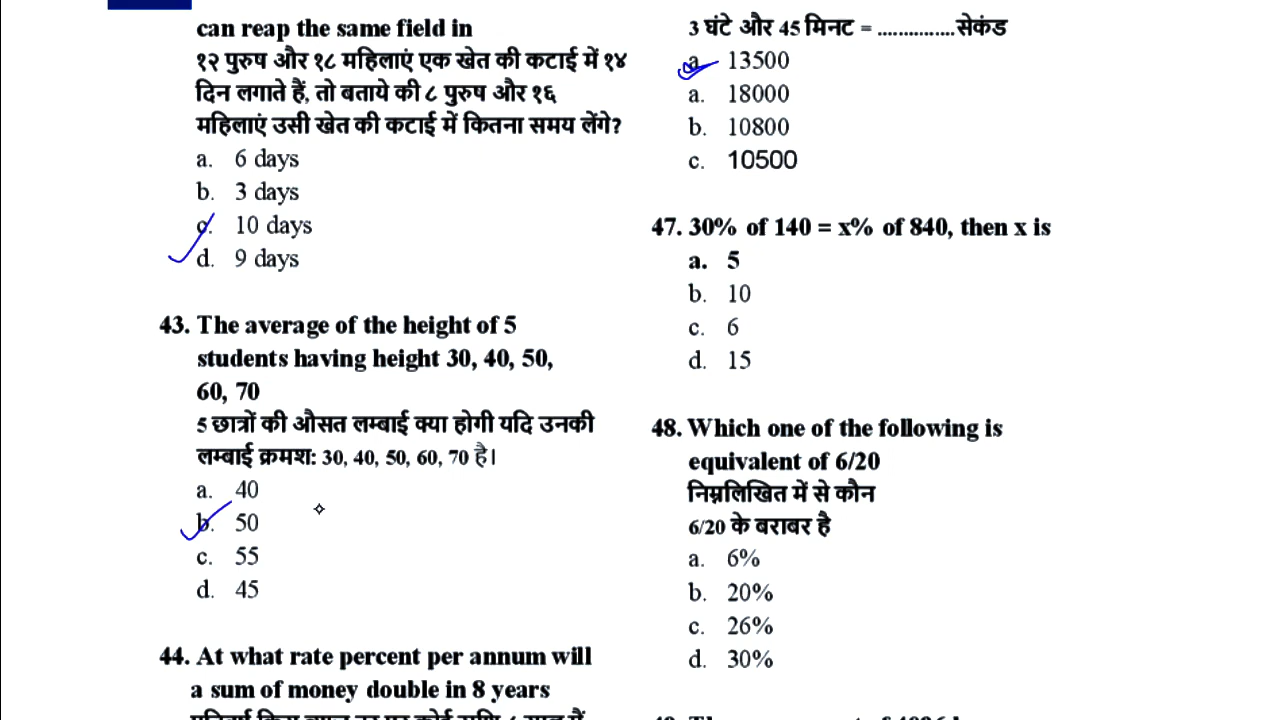 can reap the same field in
१२ पुरुष और १८ महिलाएं एक खेत की कटाई में १४
दिन लगाते हैं, तो बताये की ८ पुरुष और १६
महिलाएं उसी खेत की कटाई में कितना समय लेंगे?
a. 6 days
b. 3 days
c. 10 days
d. 9 days
43. The average of the height of 5
students having height 30, 40, 50,
60, 70
5 छात्रों की औसत लम्बाई क्या होगी यदि उनकी
लम्बाई क्रमश: 30, 40, 50, 60, 70 है।
a. 40
b. 50
c. 55
d. 45
44. At what rate percent per annum will
a sum of money double in 8 years
3 घंटे और 45 मिनट = ...............सेकंड
a. 13500
a. 18000
b. 10800
c. 10500
47. 30% of 140 = x% of 840, then x is
a. 5
b. 10
c. 6
d. 15
48. Which one of the following is
equivalent of 6/20
निम्नलिखित में से कौन
6/20 के बराबर है
a. 6%
b. 20%
c. 26%
d. 30%